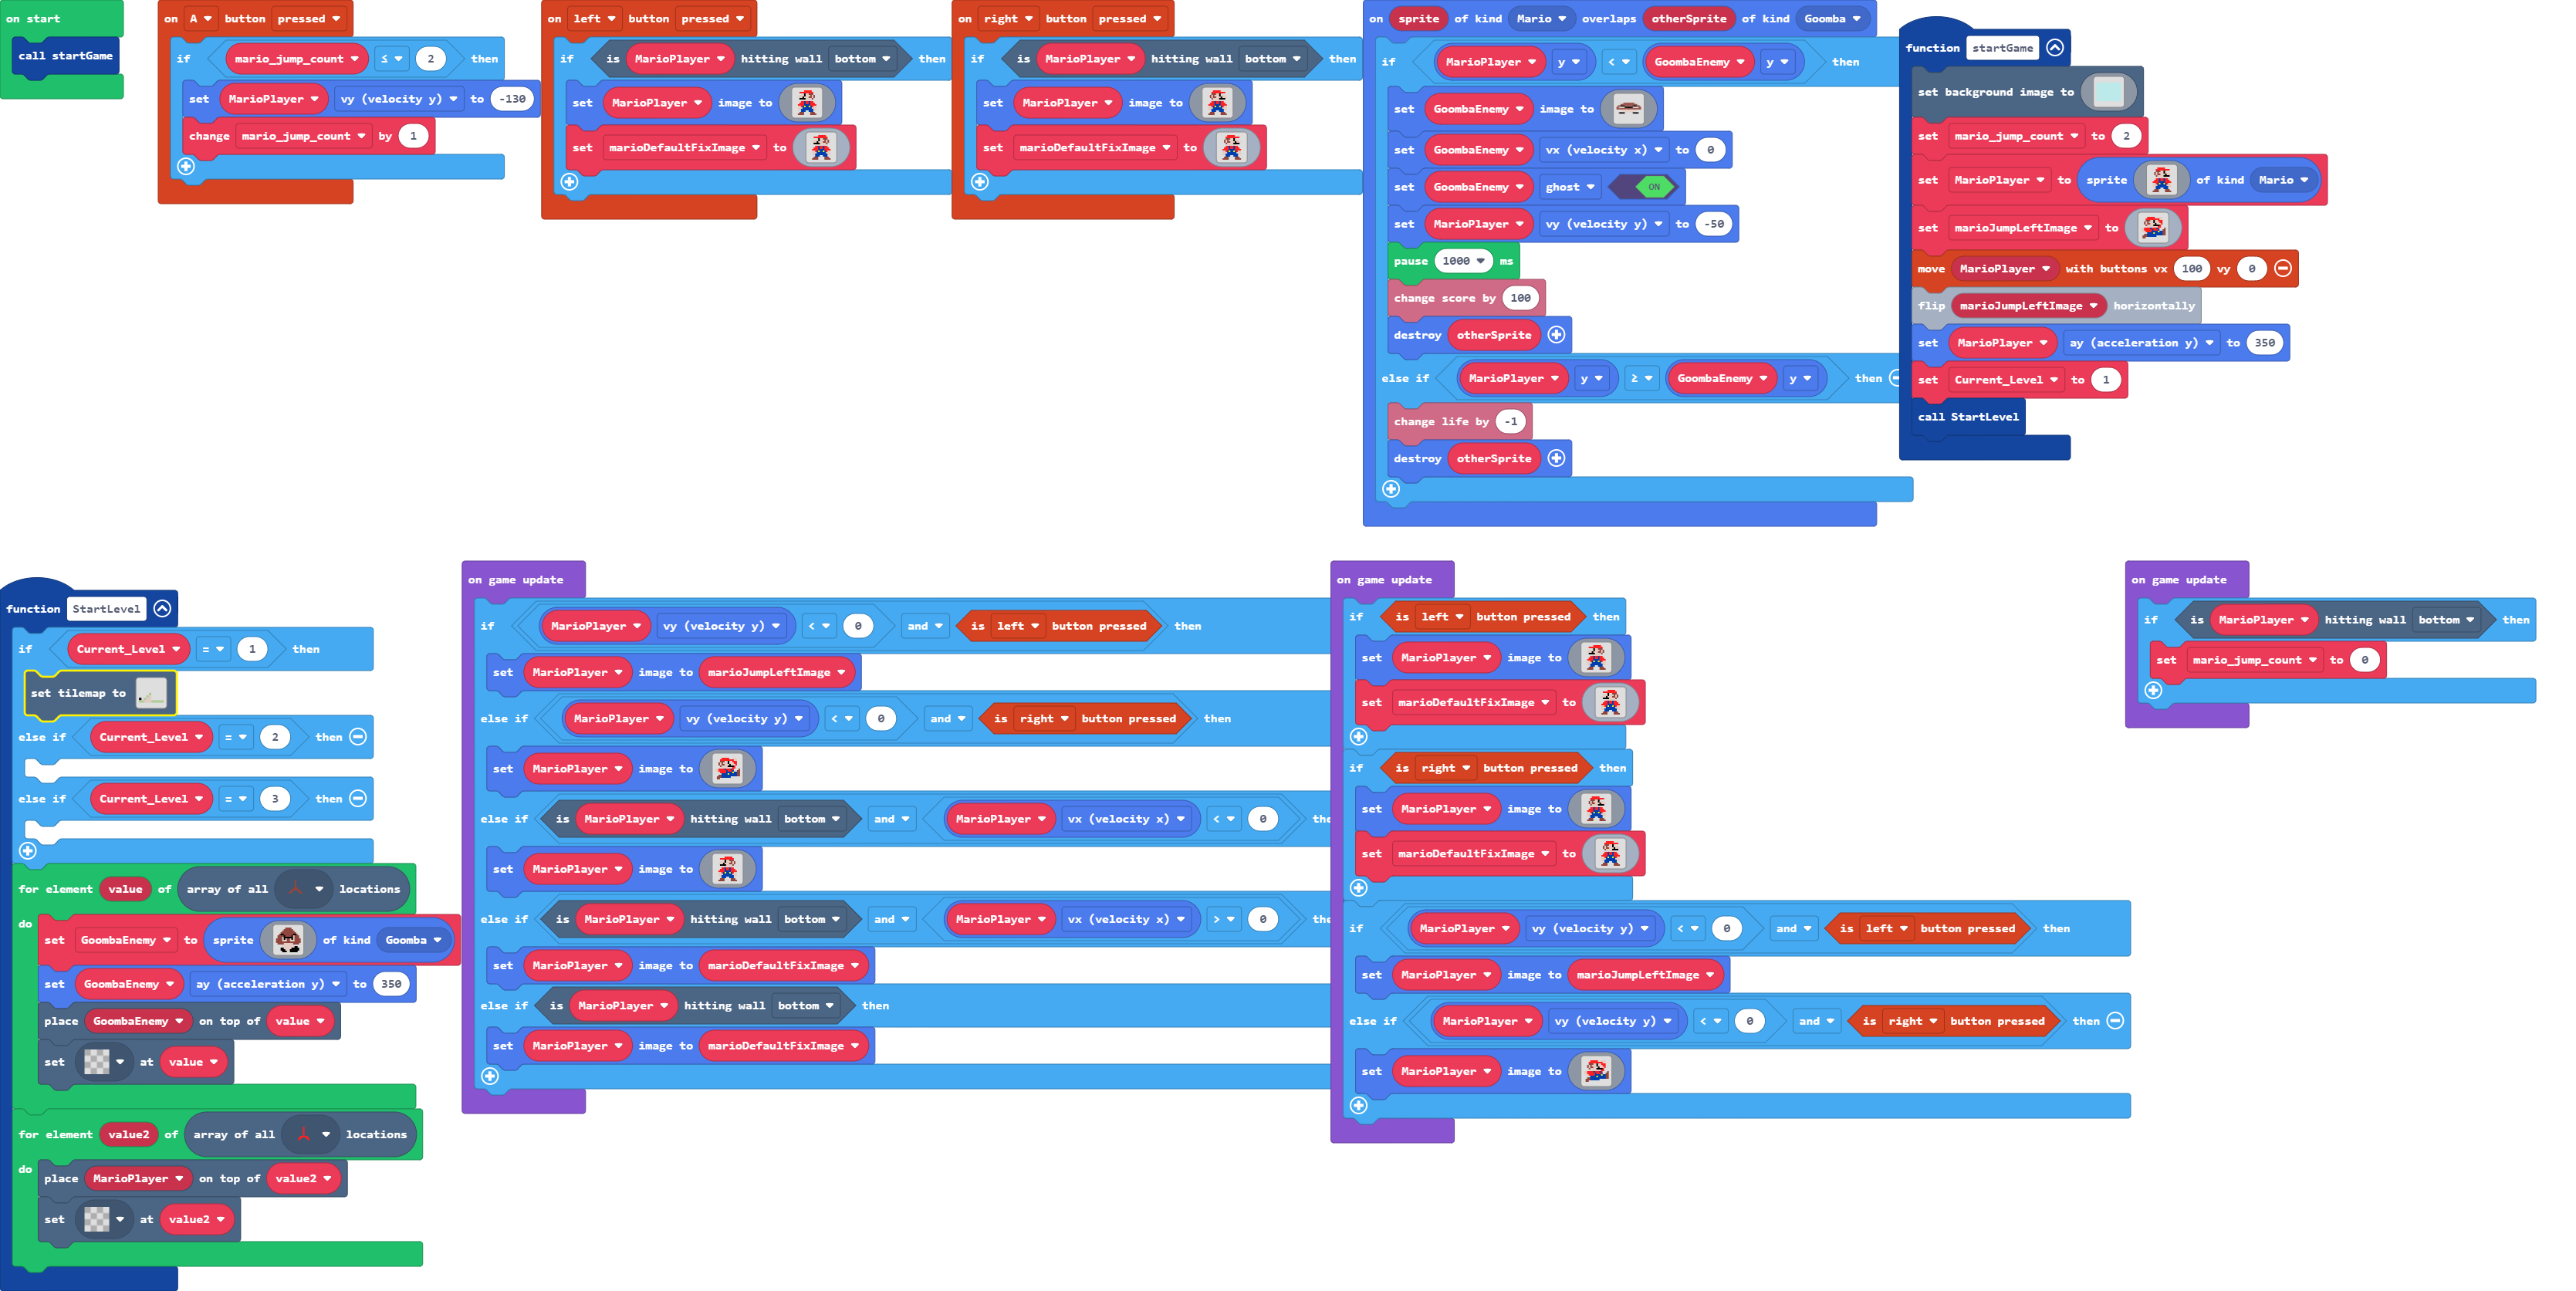 on start
call startGame
on A button pressed
if mario_jump_count ≤ 2 then
set MarioPlayer vy (velocity y) to -130
change mario_jump_count by 1
on left button pressed
if is MarioPlayer hitting wall bottom then
set MarioPlayer image to
set marioDefaultFixImage to
on right button pressed
if is MarioPlayer hitting wall bottom then
set MarioPlayer image to
set marioDefaultFixImage to
on sprite of kind Mario overlaps otherSprite of kind Goomba
if MarioPlayer y < GoombaEnemy y then
set GoombaEnemy image to
set GoombaEnemy vx (velocity x) to 0
set GoombaEnemy ghost ON
set MarioPlayer vy (velocity y) to -50
pause 1000 ms
change score by 100
destroy otherSprite
else if MarioPlayer y ≥ GoombaEnemy y then
change life by -1
destroy otherSprite
function startGame
set background image to
set mario_jump_count to 2
set MarioPlayer to sprite of kind Mario
set marioJumpLeftImage to
move MarioPlayer with buttons vx 100 vy 0
flip marioJumpLeftImage horizontally
set MarioPlayer ay (acceleration y) to 350
set Current_Level to 1
call StartLevel
function StartLevel
if Current_Level = 1 then
set tilemap to
else if Current_Level = 2 then
else if Current_Level = 3 then
for element value of array of all locations
do
set GoombaEnemy to sprite of kind Goomba
set GoombaEnemy ay (acceleration y) to 350
place GoombaEnemy on top of value
set at value
for element value2 of array of all locations
do
place MarioPlayer on top of value2
set at value2
on game update
if MarioPlayer vy (velocity y) < 0 and is left button pressed then
set MarioPlayer image to marioJumpLeftImage
else if MarioPlayer vy (velocity y) < 0 and is right button pressed then
set MarioPlayer image to
else if is MarioPlayer hitting wall bottom and MarioPlayer vx (velocity x) < 0 the
set MarioPlayer image to
else if is MarioPlayer hitting wall bottom and MarioPlayer vx (velocity x) > 0 the
set MarioPlayer image to marioDefaultFixImage
else if is MarioPlayer hitting wall bottom then
set MarioPlayer image to marioDefaultFixImage
on game update
if is left button pressed then
set MarioPlayer image to
set marioDefaultFixImage to
if is right button pressed then
set MarioPlayer image to
set marioDefaultFixImage to
if MarioPlayer vy (velocity y) < 0 and is left button pressed then
set MarioPlayer image to marioJumpLeftImage
else if MarioPlayer vy (velocity y) < 0 and is right button pressed then
set MarioPlayer image to
on game update
if is MarioPlayer hitting wall bottom then
set mario_jump_count to 0